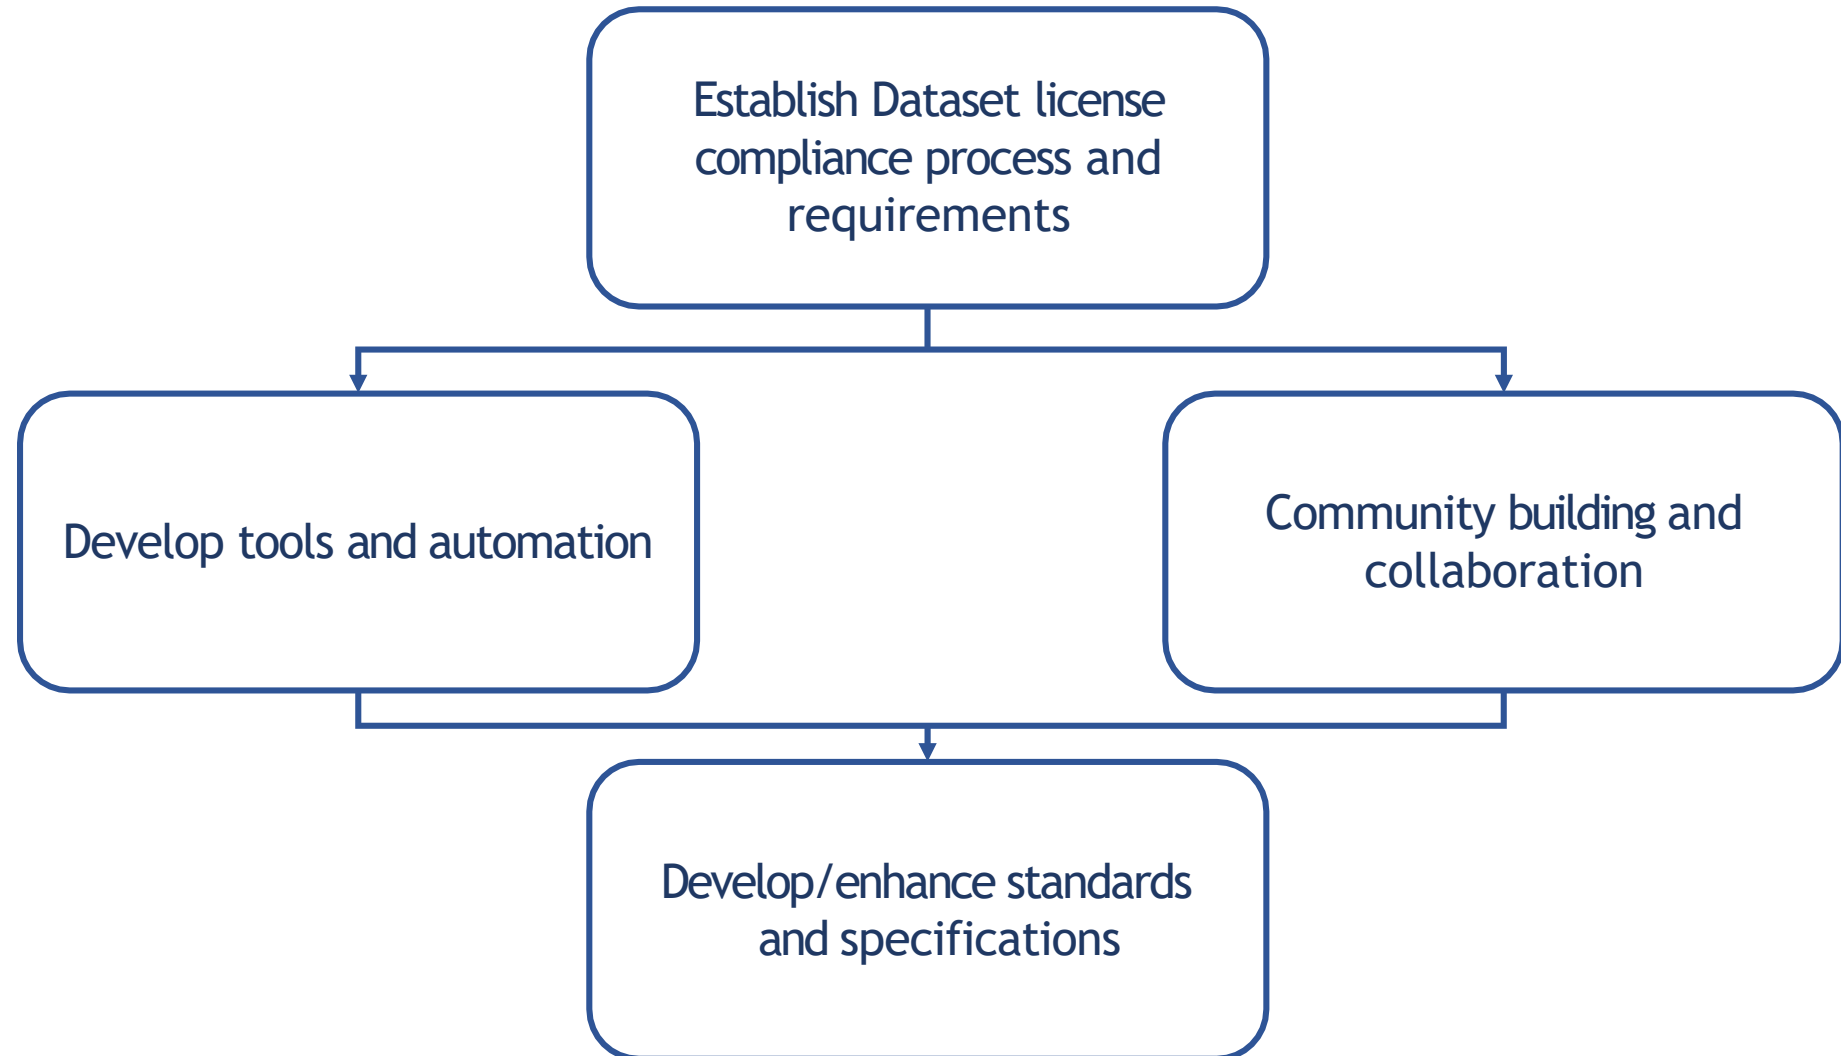 Establish Dataset license
compliance process and
requirements
Develop tools and automation
Community building and
collaboration
Develop/enhance standards
and specifications